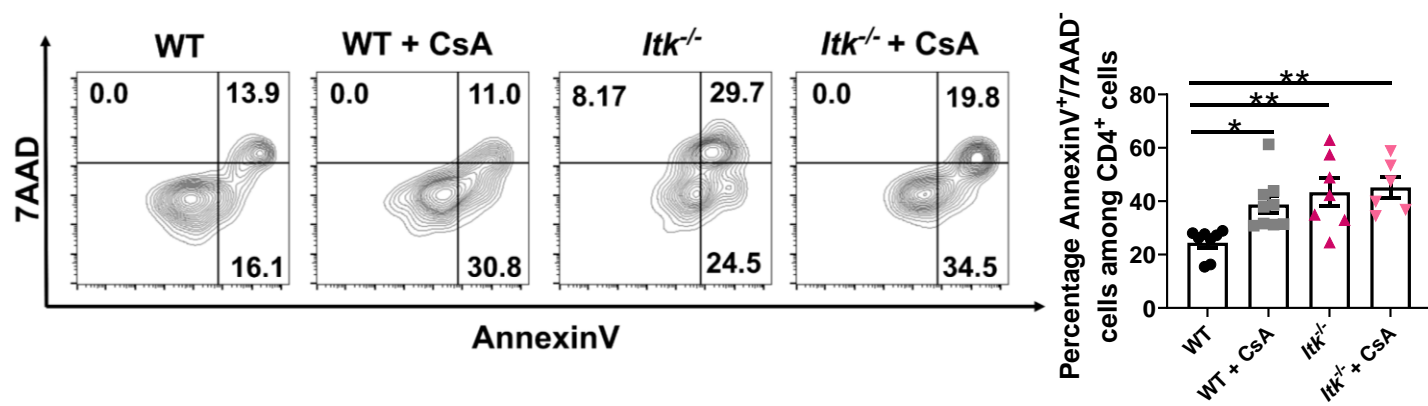 WT
WT + CsA
Itk-/-
Itk-/- + CsA
0.0
13.9
16.1
0.0
11.0
30.8
8.17
29.7
24.5
0.0
19.8
34.5
7AAD
AnnexinV
Percentage AnnexinV+/7AAD-
cells among CD4+ cells
80
60
40
20
0
**
**
*
WT
WT + CsA
Itk-/-
Itk-/- + CsA